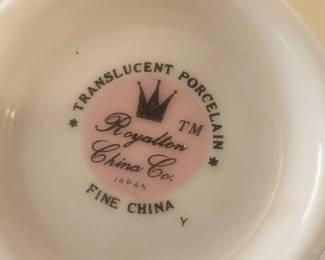 * TRANSLUCENT PORCELAIN *
Royalton TM
China Co.
JAPAN
FINE CHINA
Y